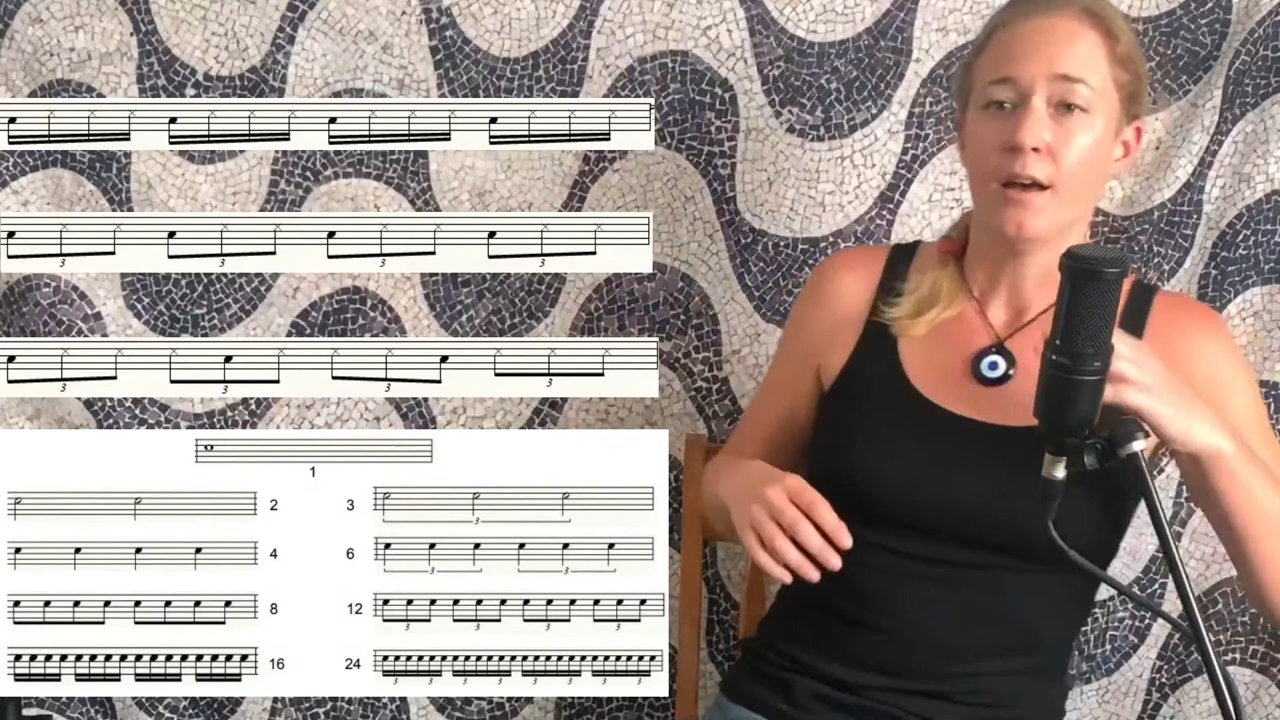 3 3 3 3
3 3 3 3
1
2 3 3
4 6 3 3
8 12 3 3 3 3
16 24 3 3 3 3 3 3 3 3